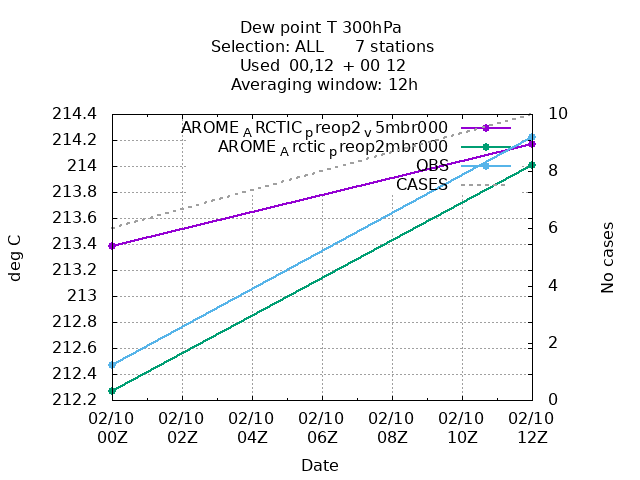 Dew point T 300hPa
Selection: ALL      7 stations
Used  00,12  + 00 12
Averaging window: 12h
214.4
214.2
214
213.8
213.6
213.4
213.2
213
212.8
212.6
212.4
212.2
deg C
AROME_ARCTIC_preop2_v5mbr000
AROME_Arctic_preop2mbr000
OBS
CASES
10
8
6
4
2
0
No cases
02/10 02/10 02/10 02/10 02/10 02/10 02/10
00Z 02Z 04Z 06Z 08Z 10Z 12Z
Date